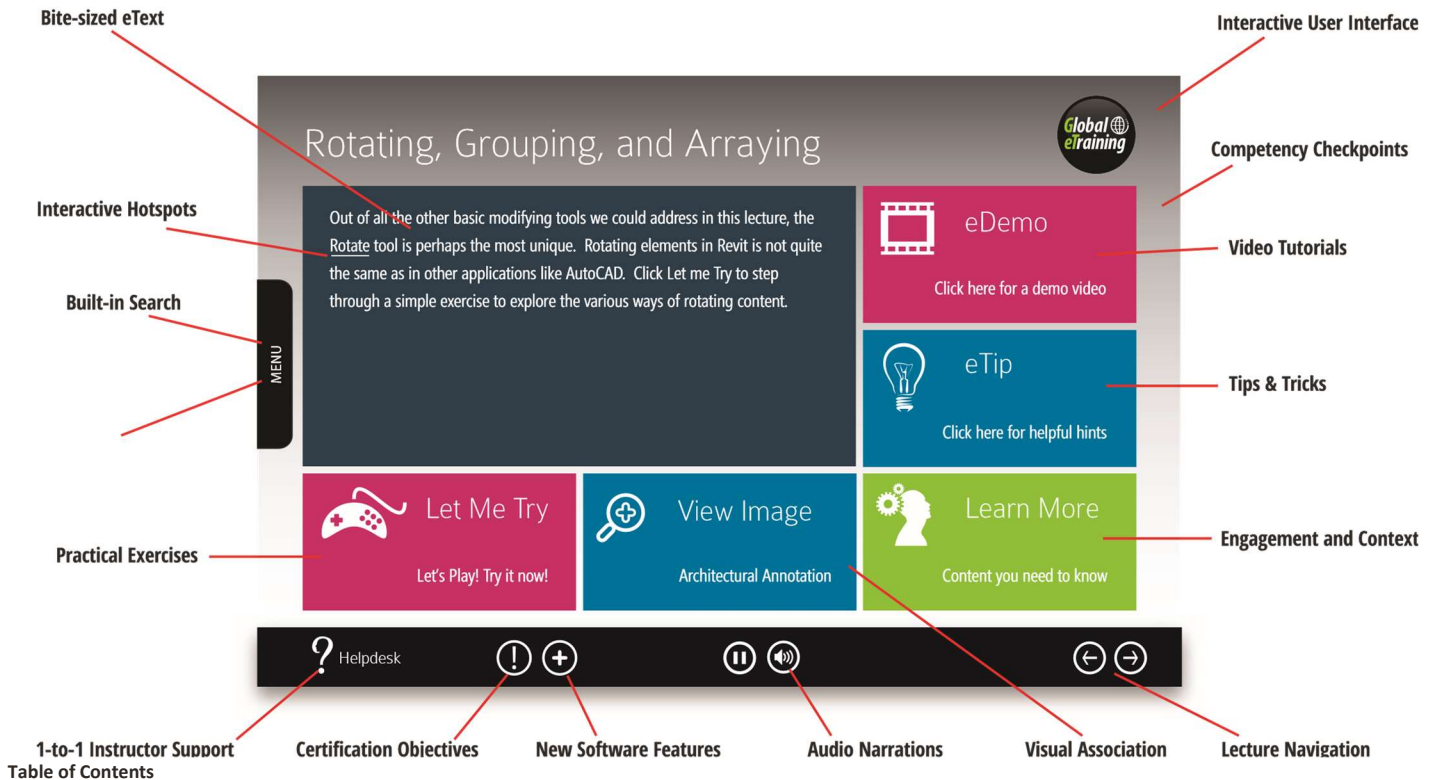 Bite-sized eText
Interactive User Interface
Rotating, Grouping, and Arraying
Global
eTraining
Competency Checkpoints
Interactive Hotspots
Out of all the other basic modifying tools we could address in this lecture, the
Rotate tool is perhaps the most unique. Rotating elements in Revit is not quite
the same as in other applications like AutoCAD. Click Let me Try to step
through a simple exercise to explore the various ways of rotating content.
eDemo
Click here for a demo video
Video Tutorials
Built-in Search
MENU
eTip
Click here for helpful hints
Tips & Tricks
Let Me Try
Let's Play! Try it now!
View Image
Architectural Annotation
Learn More
Content you need to know
Practical Exercises
Engagement and Context
? Helpdesk
1-to-1 Instructor Support
Certification Objectives
New Software Features
Audio Narrations
Visual Association
Lecture Navigation
Table of Contents